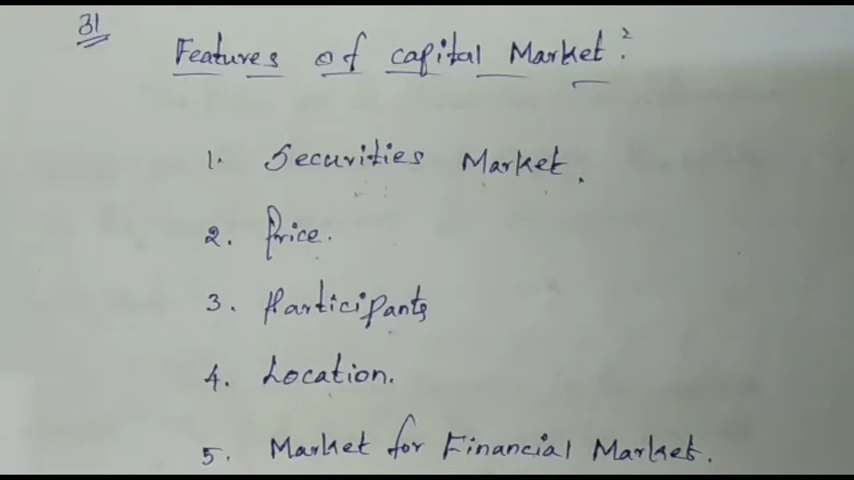 31
Features of capital Market ?
1. Securities Market.
2. Price.
3. Participants
4. Location.
5. Market for Financial Market.